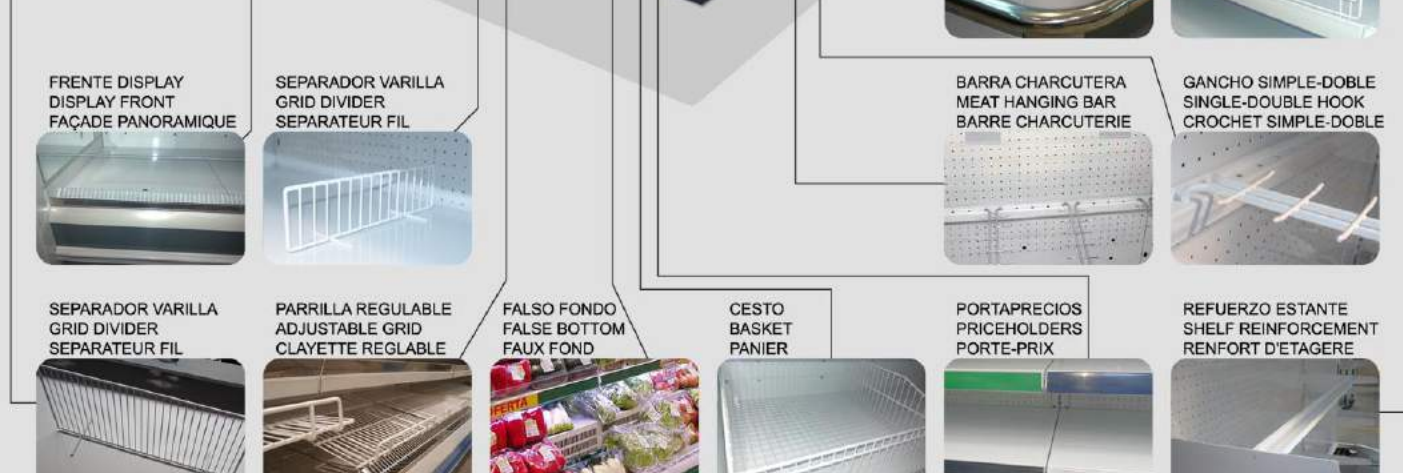 FRENTE DISPLAY
DISPLAY FRONT
FAÇADE PANORAMIQUE
SEPARADOR VARILLA
GRID DIVIDER
SEPARATEUR FIL
BARRA CHARCUTERA
MEAT HANGING BAR
BARRE CHARCUTERIE
GANCHO SIMPLE-DOBLE
SINGLE-DOUBLE HOOK
CROCHET SIMPLE-DOBLE
SEPARADOR VARILLA
GRID DIVIDER
SEPARATEUR FIL
PARRILLA REGULABLE
ADJUSTABLE GRID
CLAYETTE REGLABLE
FALSO FONDO
FALSE BOTTOM
FAUX FOND
OFERTA
CESTO
BASKET
PANIER
PORTAPRECIOS
PRICEHOLDERS
PORTE-PRIX
REFUERZO ESTANTE
SHELF REINFORCEMENT
RENFORT D'ETAGERE